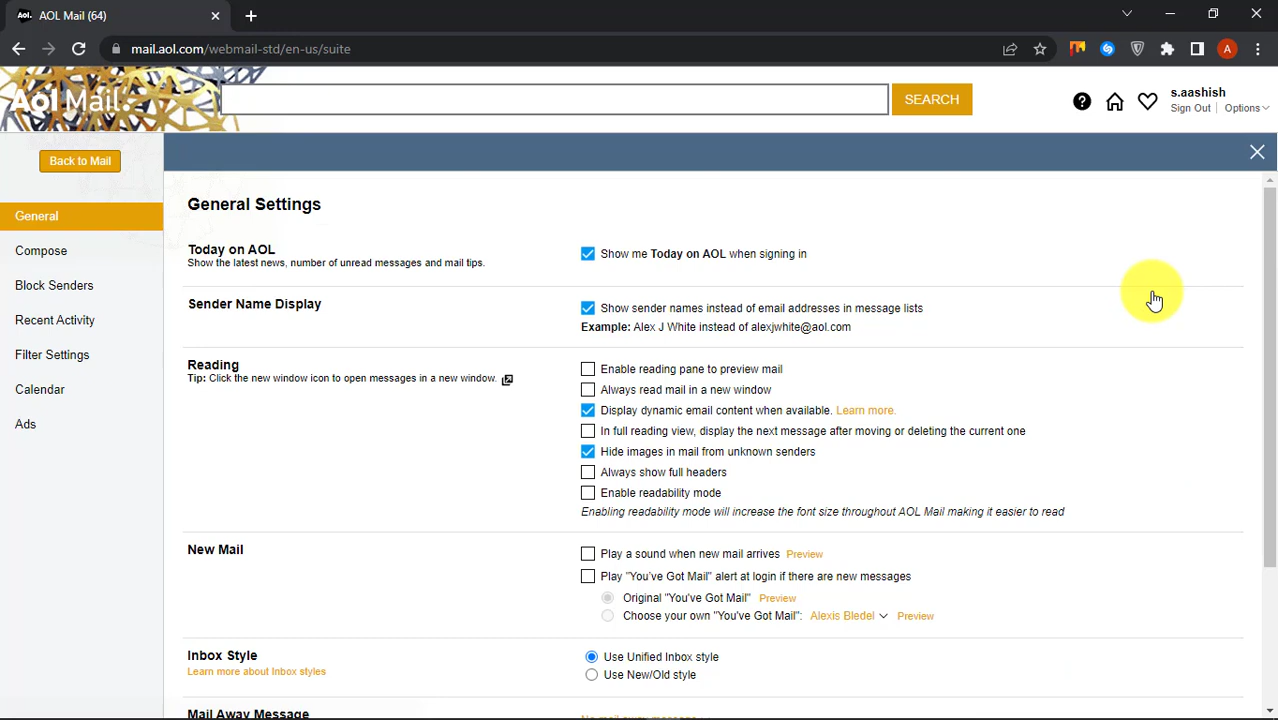 Aol. AOL Mail (64)
mail.aol.com/webmail-std/en-us/suite
A
Aol Mail.
SEARCH
s.aashish
Sign Out
Options
Back to Mail
General
Compose
Block Senders
Recent Activity
Filter Settings
Calendar
Ads
General Settings
Today on AOL
Show the latest news, number of unread messages and mail tips.
Show me Today on AOL when signing in
Sender Name Display
Show sender names instead of email addresses in message lists
Example: Alex J White instead of alexjwhite@aol.com
Reading
Tip: Click the new window icon to open messages in a new window.
Enable reading pane to preview mail
Always read mail in a new window
Display dynamic email content when available. Learn more.
In full reading view, display the next message after moving or deleting the current one
Hide images in mail from unknown senders
Always show full headers
Enable readability mode
Enabling readability mode will increase the font size throughout AOL Mail making it easier to read
New Mail
Play a sound when new mail arrives Preview
Play "You've Got Mail" alert at login if there are new messages
Original "You've Got Mail" Preview
Choose your own "You've Got Mail": Alexis Bledel Preview
Inbox Style
Learn more about Inbox styles
Use Unified Inbox style
Use New/Old style
Mail Away Message
No mail away message